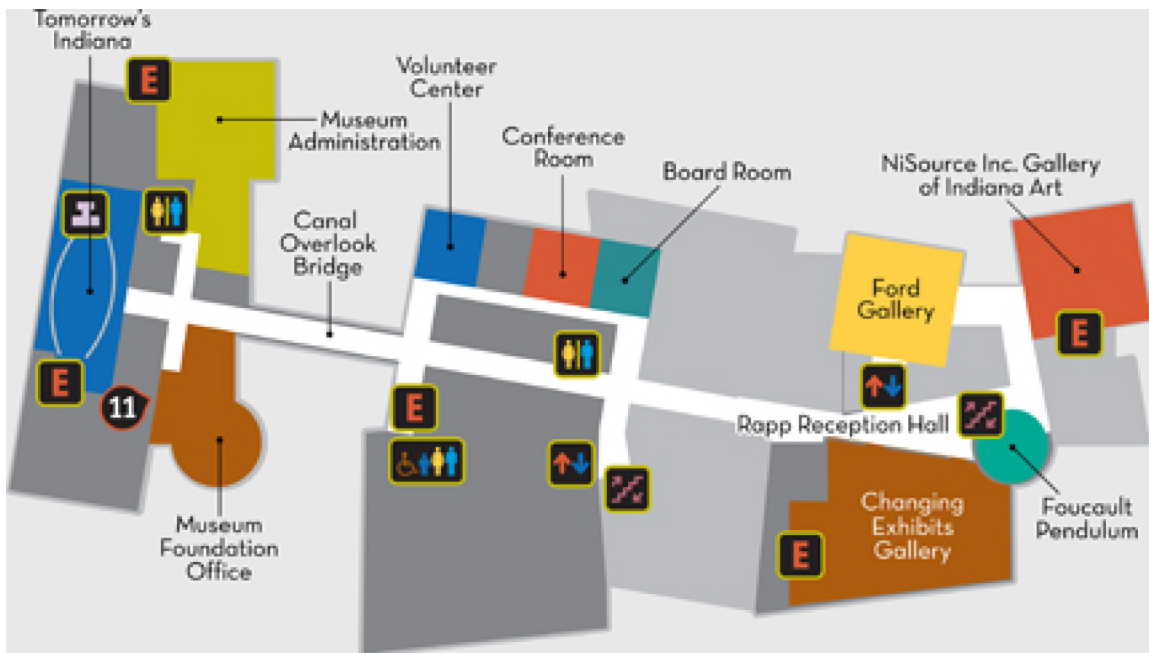 Tomorrow's
Indiana
E
Museum
Administration
Volunteer
Center
Conference
Room
Board Room
NiSource Inc. Gallery
of Indiana Art
Canal
Overlook
Bridge
Ford
Gallery
E
E
11
E
Rapp Reception Hall
Museum
Foundation
Office
Changing
Exhibits
Gallery
E
Foucault
Pendulum